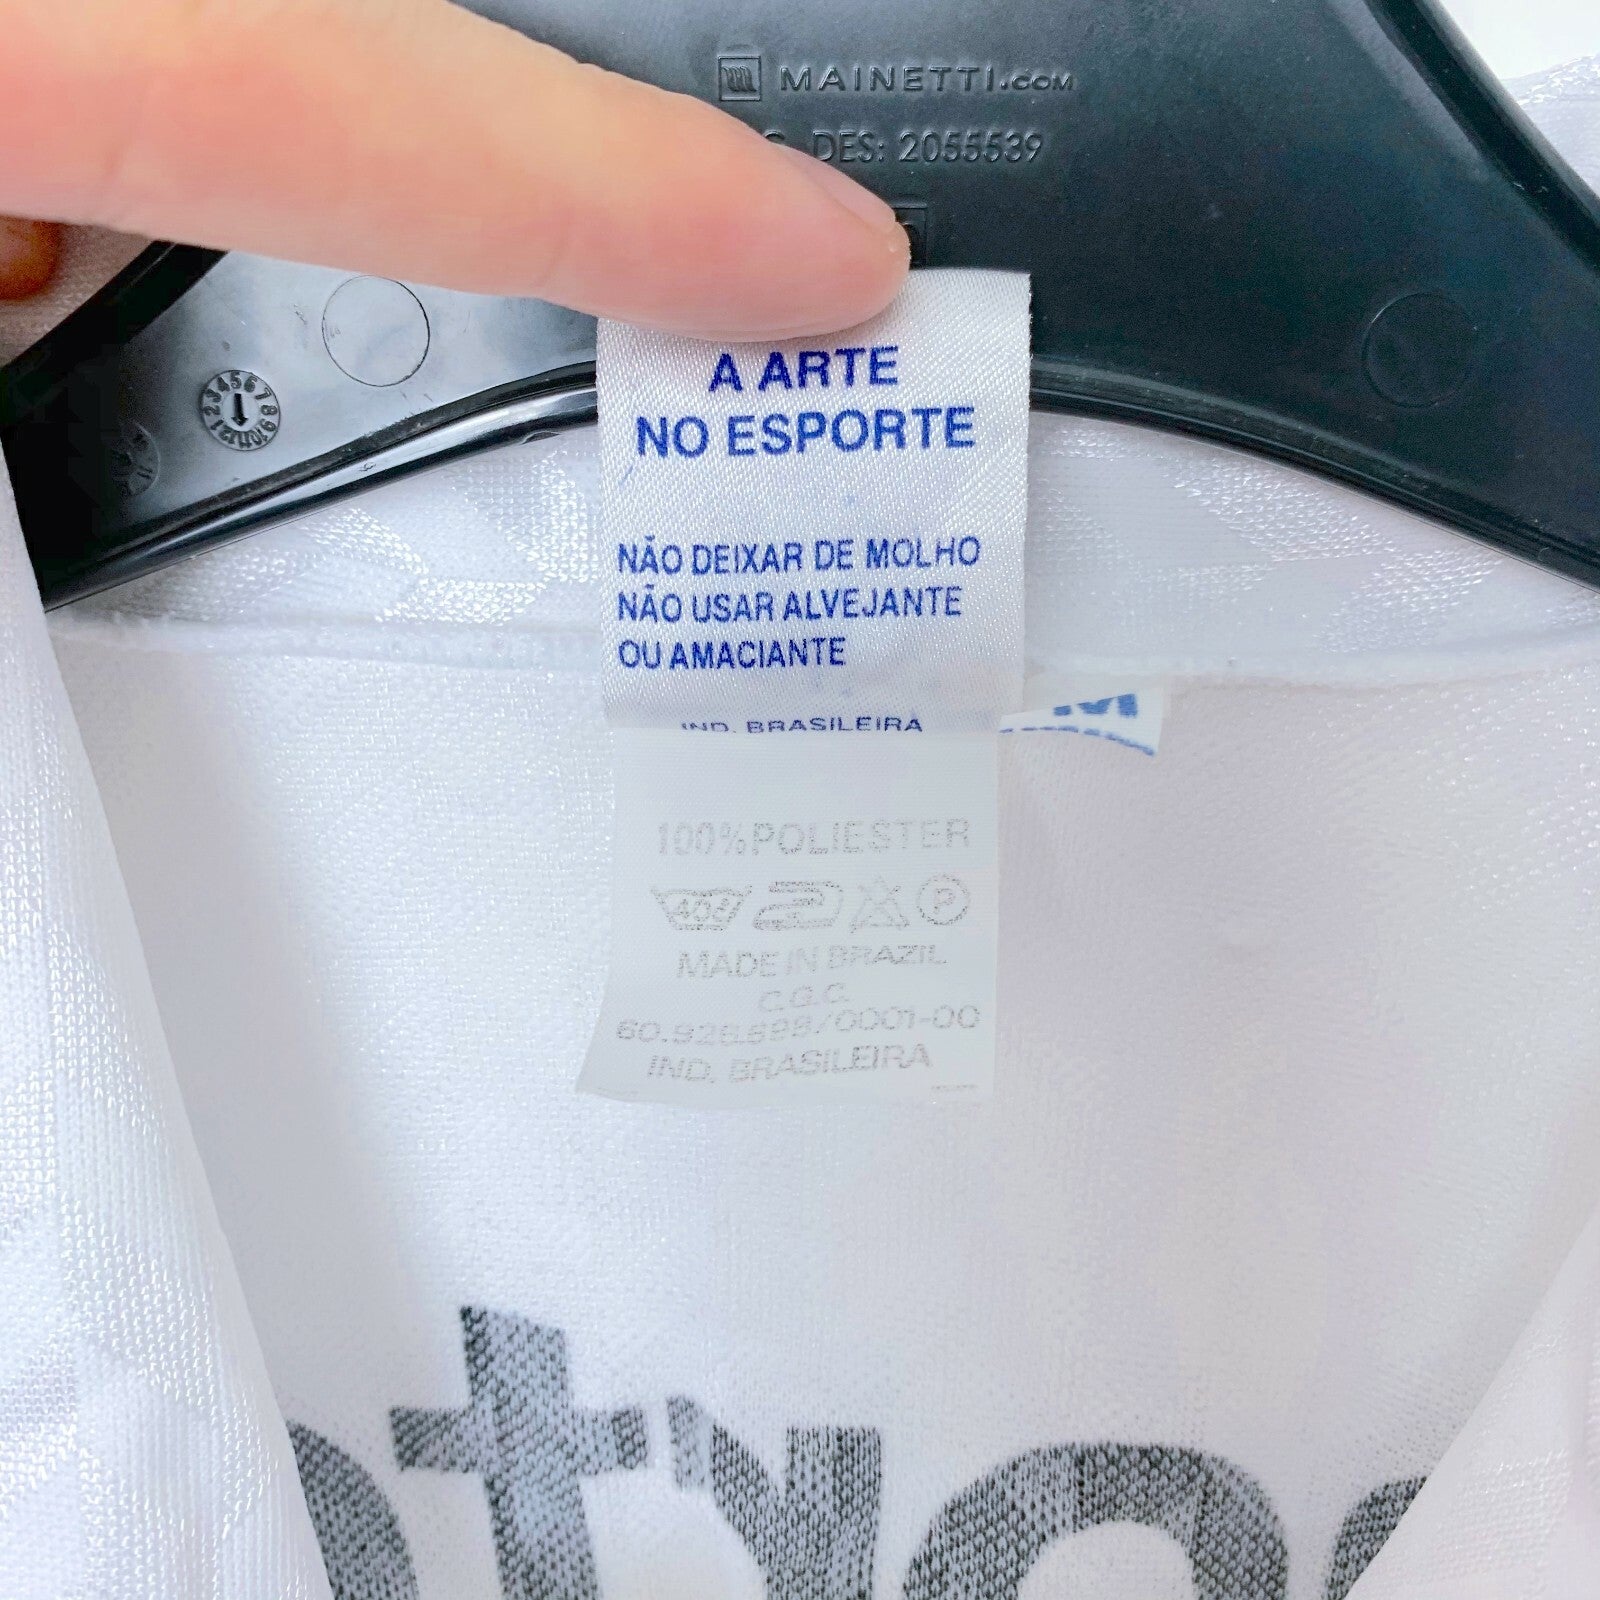 MAINETTI.COM
DES: 2055539
A ARTE
NO ESPORTE
NÃO DEIXAR DE MOLHO
NÃO USAR ALVEJANTE
OU AMACIANTE
M
IND. BRASILEIRA
100% POLIESTER
40º P
MADE IN BRAZIL
C.G.C.
IND. BRASILEIRA